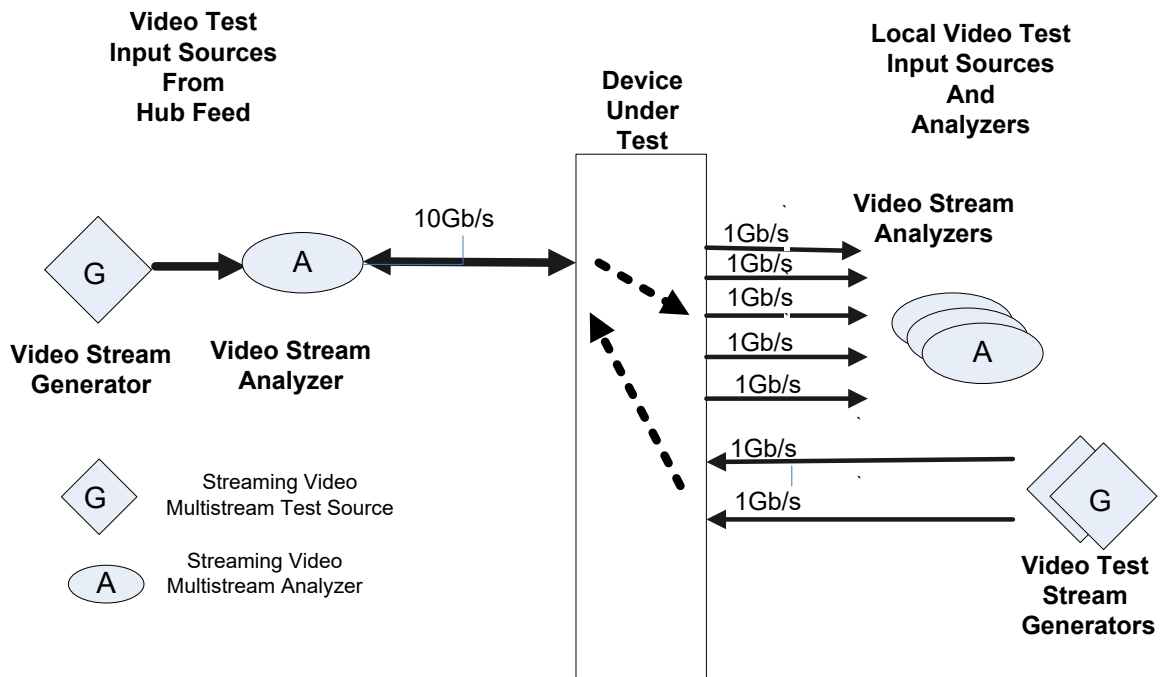 Video Test
Input Sources
From
Hub Feed
Device
Under
Test
Local Video Test
Input Sources
And
Analyzers
10Gb/s
G
A
Video Stream
Generator
Video Stream
Analyzer
1Gb/s
1Gb/s
1Gb/s
1Gb/s
1Gb/s
Video Stream
Analyzers
A
1Gb/s
1Gb/s
G
Video Test
Stream
Generators
G
Streaming Video
Multistream Test Source
A
Streaming Video
Multistream Analyzer